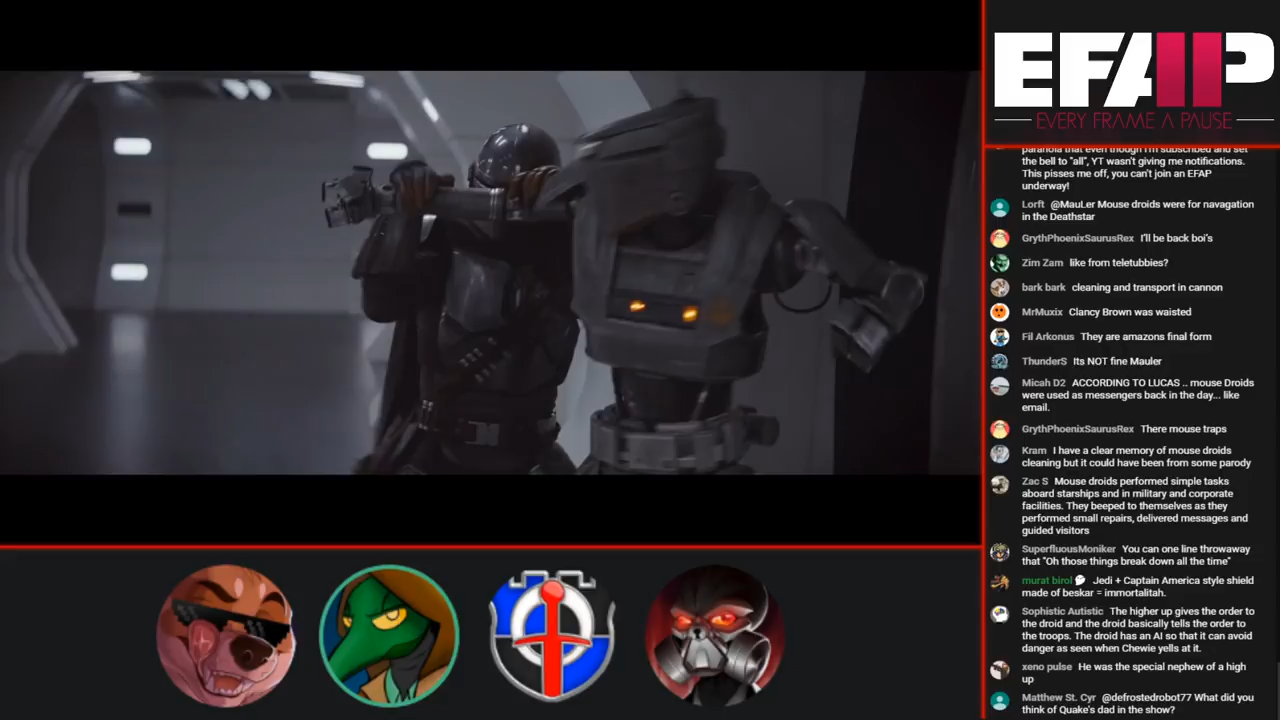 EFAP
EVERY FRAME A PAUSE
paranoia that even though I'm subscribed and set
the bell to "all", YT wasn't giving me notifications.
This pisses me off, you can't join an EFAP
underway!
Lorft @MauLer Mouse droids were for navagation
in the Deathstar
GrythPhoenixSaurusRex I'll be back boi's
Zim Zam like from teletubbies?
bark bark cleaning and transport in cannon
MrMuxix Clancy Brown was waisted
Fil Arkonus They are amazons final form
ThunderS Its NOT fine Mauler
Micah D2 ACCORDING TO LUCAS .. mouse Droids
were used as messengers back in the day... like
email.
GrythPhoenixSaurusRex There mouse traps
Kram I have a clear memory of mouse droids
cleaning but it could have been from some parody
Zac S Mouse droids performed simple tasks
aboard starships and in military and corporate
facilities. They beeped to themselves as they
performed small repairs, delivered messages and
guided visitors
SuperfluousMoniker You can one line throwaway
that "Oh those things break down all the time"
murat birol Jedi + Captain America style shield
made of beskar = immortalitah.
Sophistic Autistic The higher up gives the order to
the droid and the droid basically tells the order to
the troops. The droid has an AI so that it can avoid
danger as seen when Chewie yells at it.
xeno pulse He was the special nephew of a high
up
Matthew St. Cyr @defrostedrobot77 What did you
think of Quake's dad in the show?